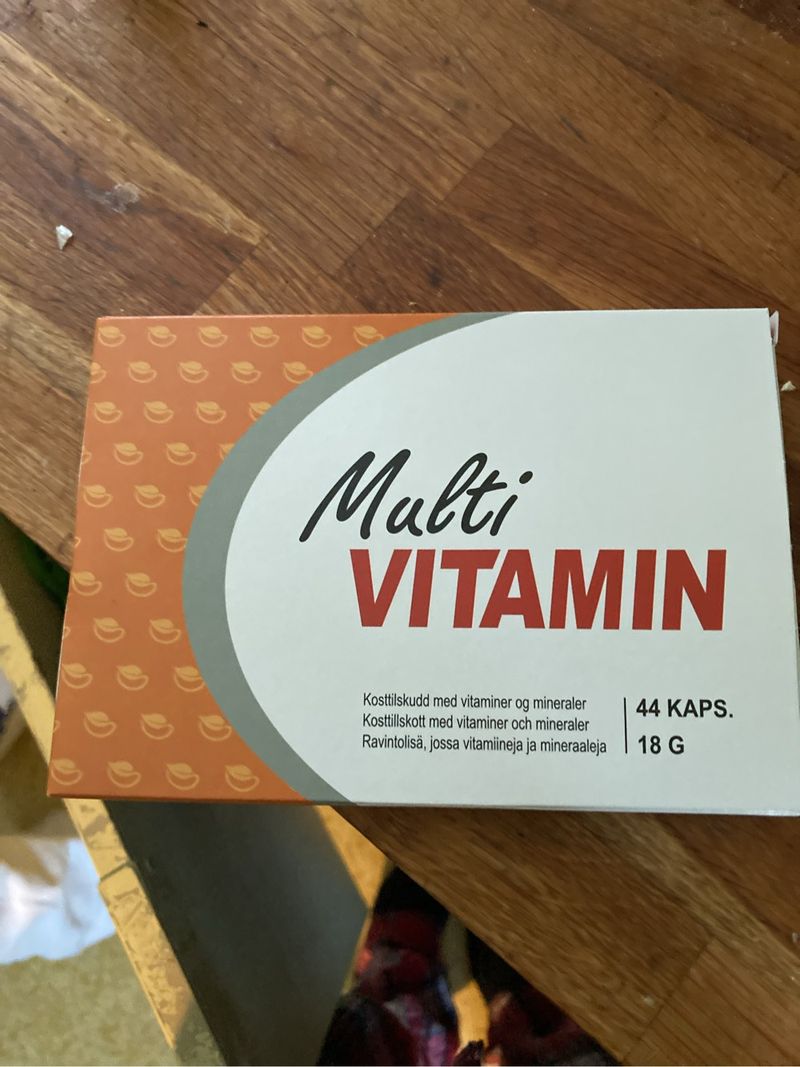 Multi
VITAMIN
Kosttilskudd med vitaminer og mineraler
Kosttillskott med vitaminer och mineraler
Ravintolisä, jossa vitamiineja ja mineraaleja
44 KAPS.
18 G